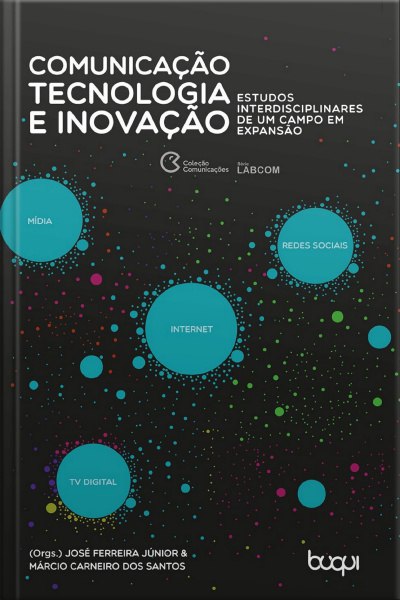 COMUNICAÇÃO
TECNOLOGIA
E INOVAÇÃO
ESTUDOS
INTERDISCIPLINARES
DE UM CAMPO EM
EXPANSÃO
Coleção
Comunicações
Série
LABCOM
MÍDIA
REDES SOCIAIS
INTERNET
TV DIGITAL
(Orgs.) JOSÉ FERREIRA JÚNIOR &
MÁRCIO CARNEIRO DOS SANTOS
buqui